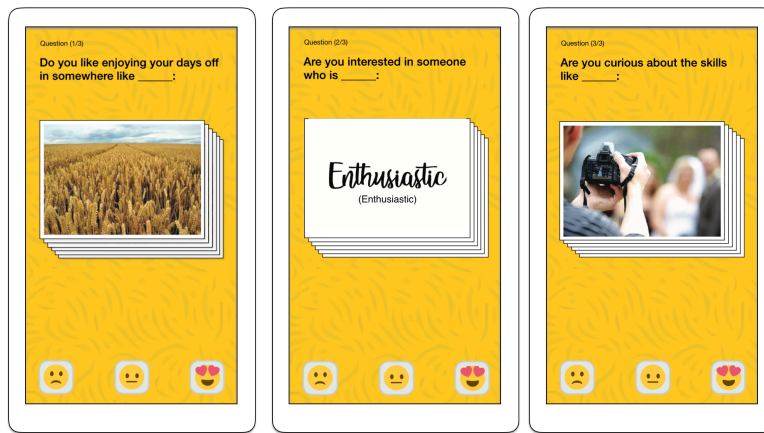 Question (1/3)
Do you like enjoying your days off
in somewhere like ______:
Question (2/3)
Are you interested in someone
who is ______:
Enthusiastic
(Enthusiastic)
Question (3/3)
Are you curious about the skills
like ______: